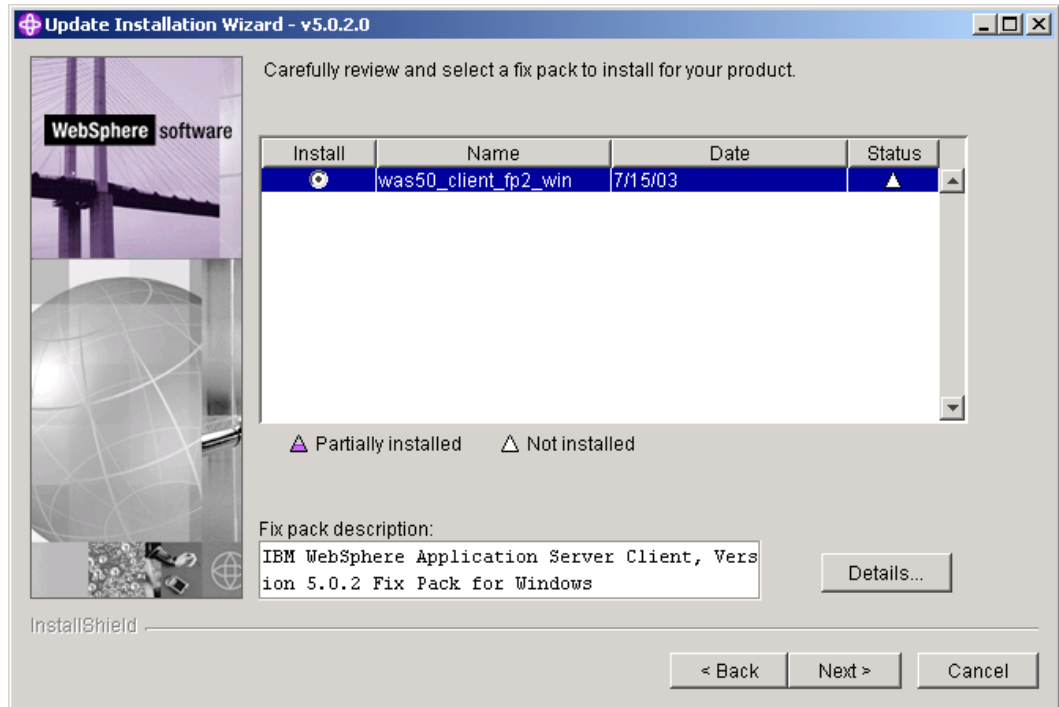 Update Installation Wizard - v5.0.2.0
Carefully review and select a fix pack to install for your product.
WebSphere software
Install Name Date Status
was50_client_fp2_win 7/15/03
Partially installed Not installed
Fix pack description:
IBM WebSphere Application Server Client, Vers
ion 5.0.2 Fix Pack for Windows
Details...
InstallShield
< Back Next > Cancel